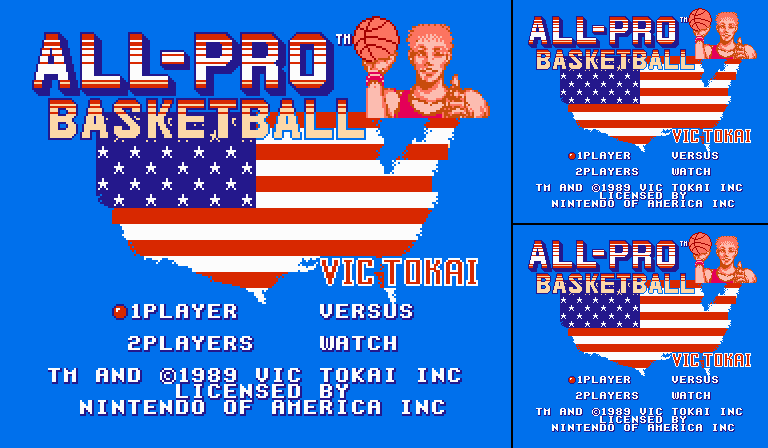 ALL-PRO™
BASKETBALL
VIC TOKAI
1PLAYER VERSUS
2PLAYERS WATCH
TM AND ©1989 VIC TOKAI INC
LICENSED BY
NINTENDO OF AMERICA INC
ALL-PRO™
BASKETBALL
VIC TOKAI
1PLAYER VERSUS
2PLAYERS WATCH
TM AND ©1989 VIC TOKAI INC
LICENSED BY
NINTENDO OF AMERICA INC
ALL-PRO™
BASKETBALL
VIC TOKAI
1PLAYER VERSUS
2PLAYERS WATCH
TM AND ©1989 VIC TOKAI INC
LICENSED BY
NINTENDO OF AMERICA INC